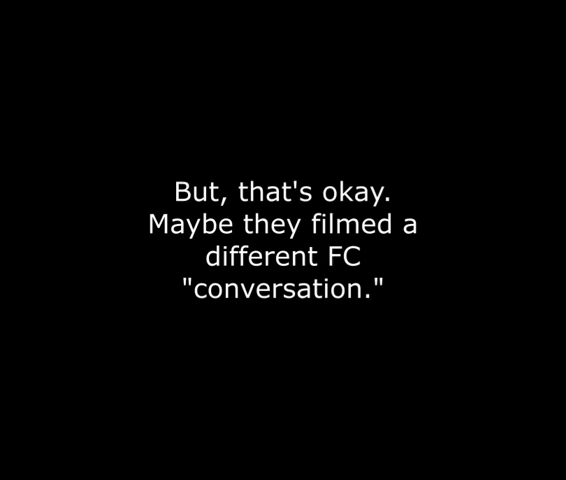 But, that's okay.
Maybe they filmed a
different FC
"conversation."